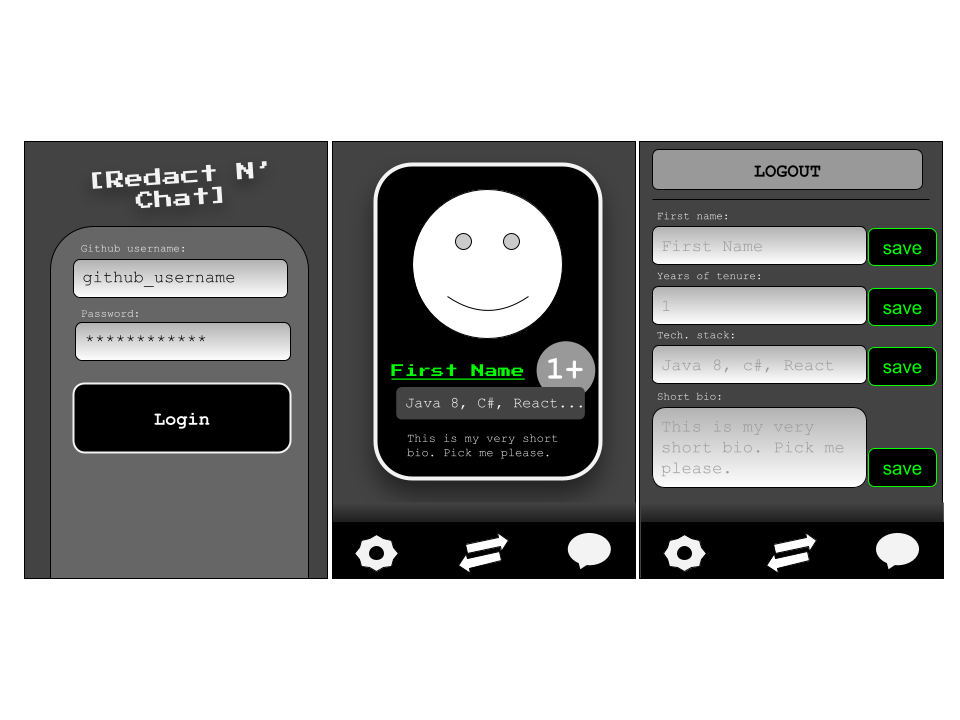 [Redact N’
Chat]
Github username:
github_username
Password:
************
Login
First Name
1+
Java 8, C#, React...
This is my very short
bio. Pick me please.
LOGOUT
First name:
First Name
save
Years of tenure:
1
save
Tech. stack:
Java 8, c#, React
save
Short bio:
This is my very
short bio. Pick me
please.
save